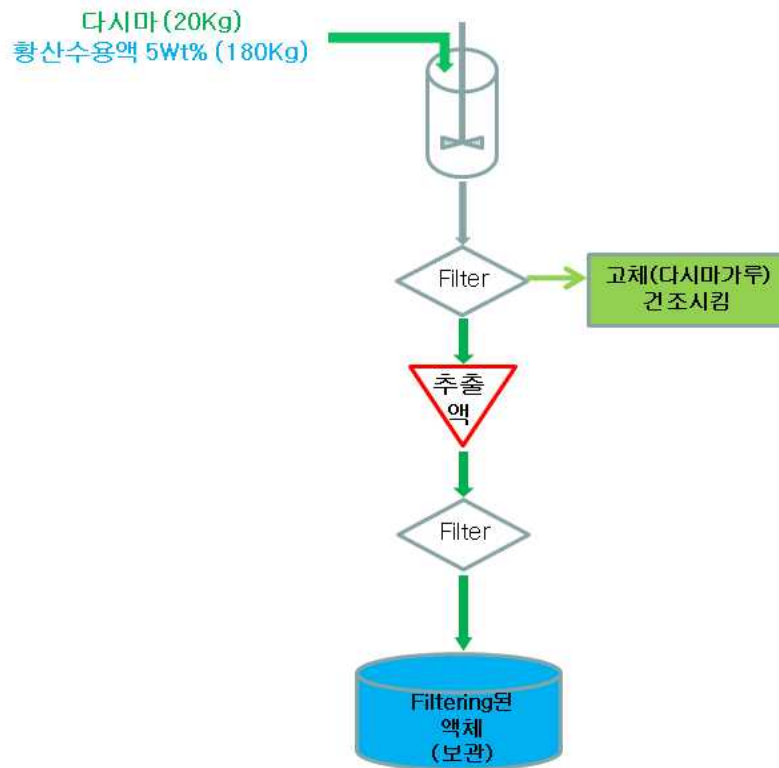 다시마 (20Kg)
황산수용액 5Wt% (180Kg)
Filter
고체(다시마가루)
건조시킴
추출
액
Filter
Filtering된
액체
(보관)